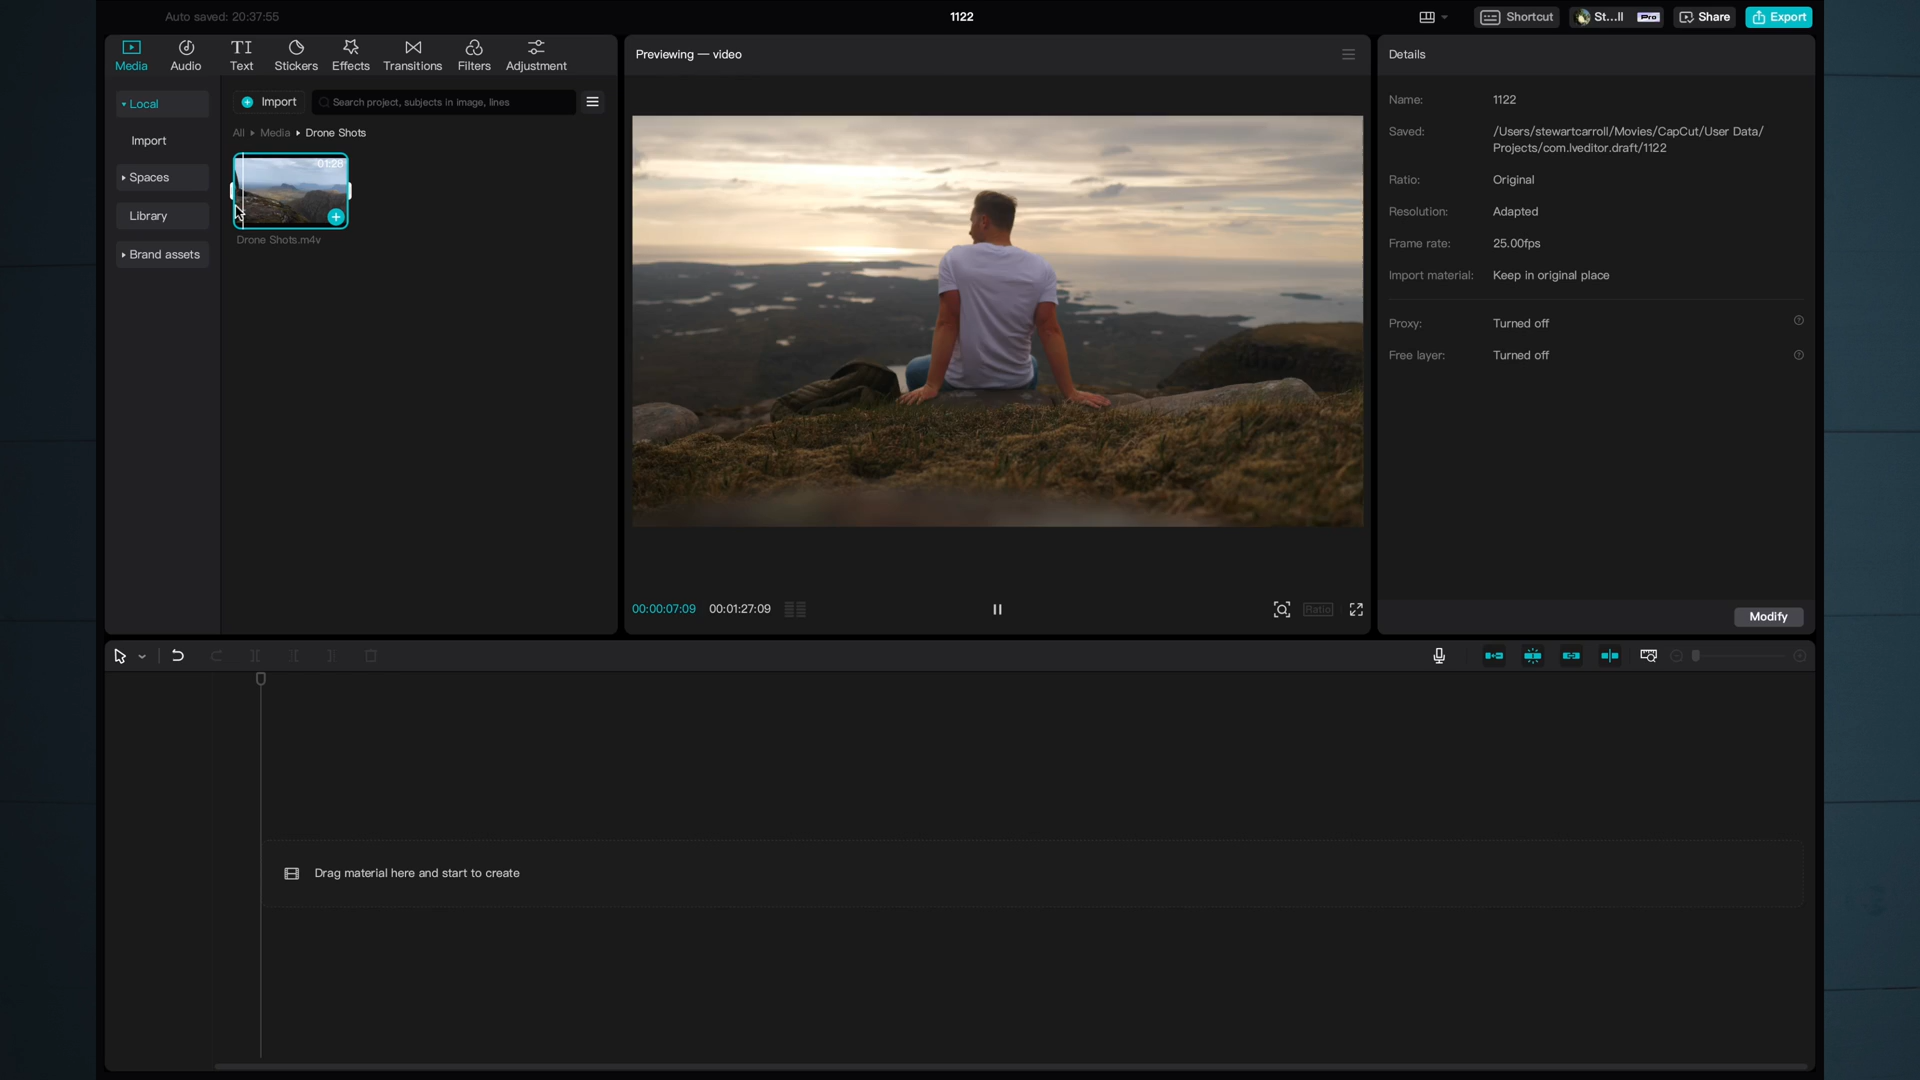 Auto saved: 20:37:55
1122
Shortcut
St...ll
Pro
Share
Export
Media
Audio
TI
Text
Stickers
Effects
Transitions
Filters
Adjustment
Local
Import
Spaces
Library
Brand assets
Import
Search project, subjects in image, lines
All
Media
Drone Shots
01:28
Drone Shots.m4v
Previewing — video
00:00:07:09
00:01:27:09
Ratio
Details
Name: 1122
Saved: /Users/stewartcarroll/Movies/CapCut/User Data/
Projects/com.lveditor.draft/1122
Ratio: Original
Resolution: Adapted
Frame rate: 25.00fps
Import material: Keep in original place
Proxy: Turned off
Free layer: Turned off
Modify
Drag material here and start to create